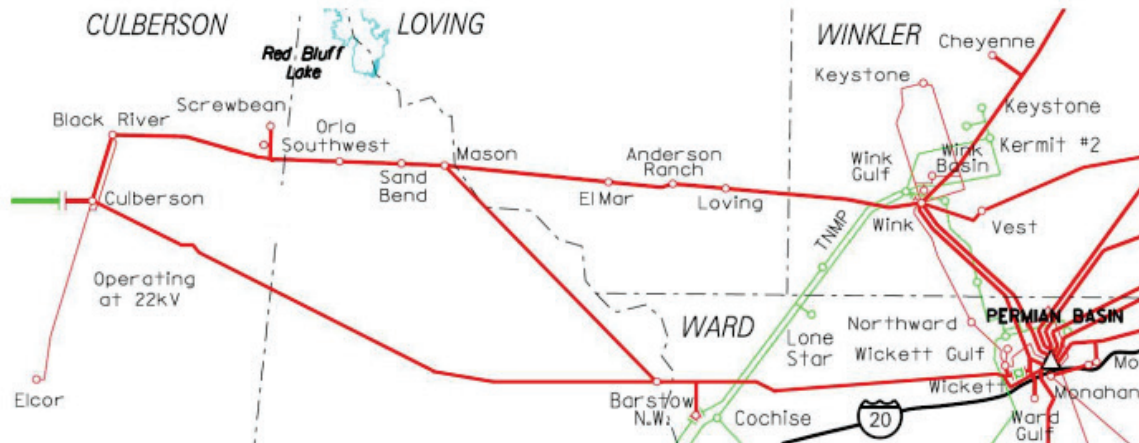 CULBERSON
LOVING
WINKLER
Red Bluff
Lake
Cheyenne
Keystone
Screwbean
Black River
Orla
Southwest
Mason
Sand
Bend
Anderson
Ranch
El Mar
Loving
Wink
Gulf
Wink
Basin
Keystone
Kermit #2
Culberson
Wink
Vest
TNMP
Operating
at 22kV
PERMIAN BASIN
WARD
Lone
Star
Northward
Wickett Gulf
Wickett
Mo
Monahan
Elcor
Barstow
N.W.
Cochise
20
Ward
Gulf